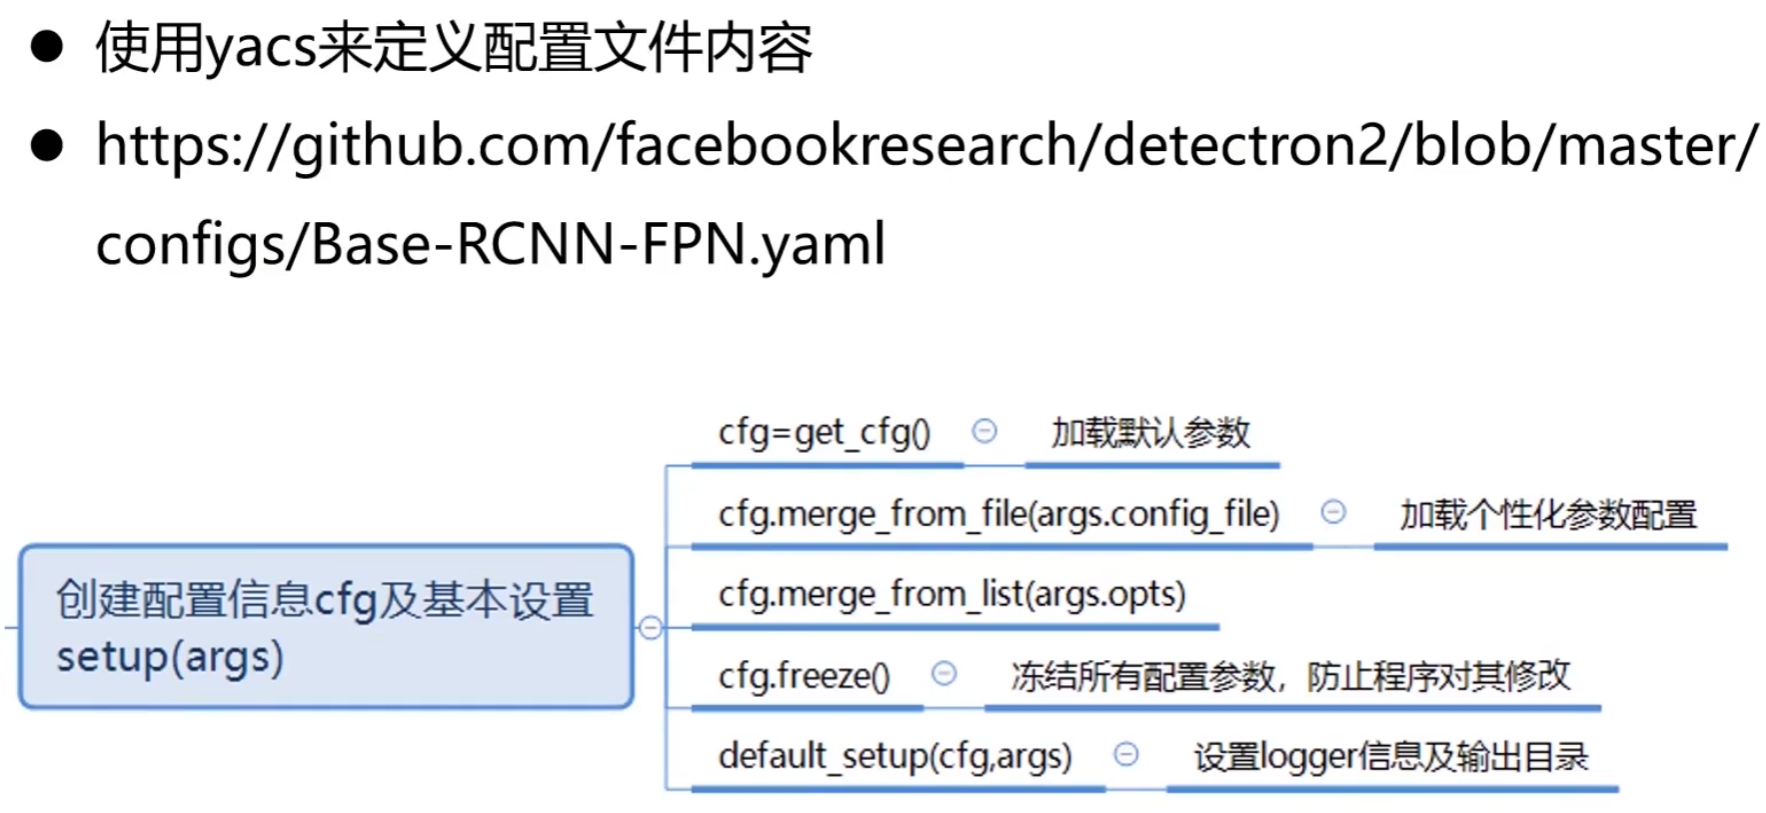 使用yacs来定义配置文件内容
https://github.com/facebookresearch/detectron2/blob/master/
configs/Base-RCNN-FPN.yaml
创建配置信息cfg及基本设置
setup(args)
cfg=get_cfg() 加载默认参数
cfg.merge_from_file(args.config_file) 加载个性化参数配置
cfg.merge_from_list(args.opts)
cfg.freeze() 冻结所有配置参数，防止程序对其修改
default_setup(cfg,args) 设置logger信息及输出目录